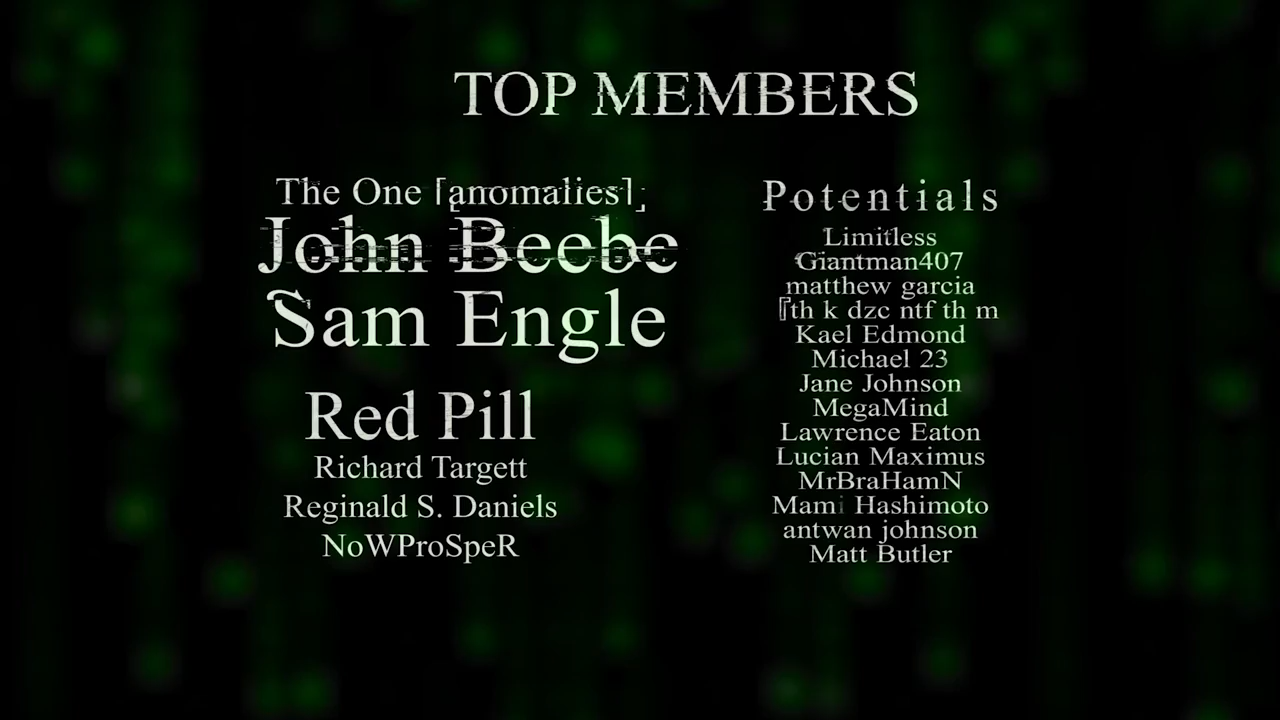 TOP MEMBERS
The One [anomalies]
John Beebe
Sam Engle
Red Pill
Richard Targett
Reginald S. Daniels
NoWProSpeR
Potentials
Limitless
Giantman407
matthew garcia
th k dzc ntf th m
Kael Edmond
Michael 23
Jane Johnson
MegaMind
Lawrence Eaton
Lucian Maximus
MrBraHamN
Mami Hashimoto
antwan johnson
Matt Butler